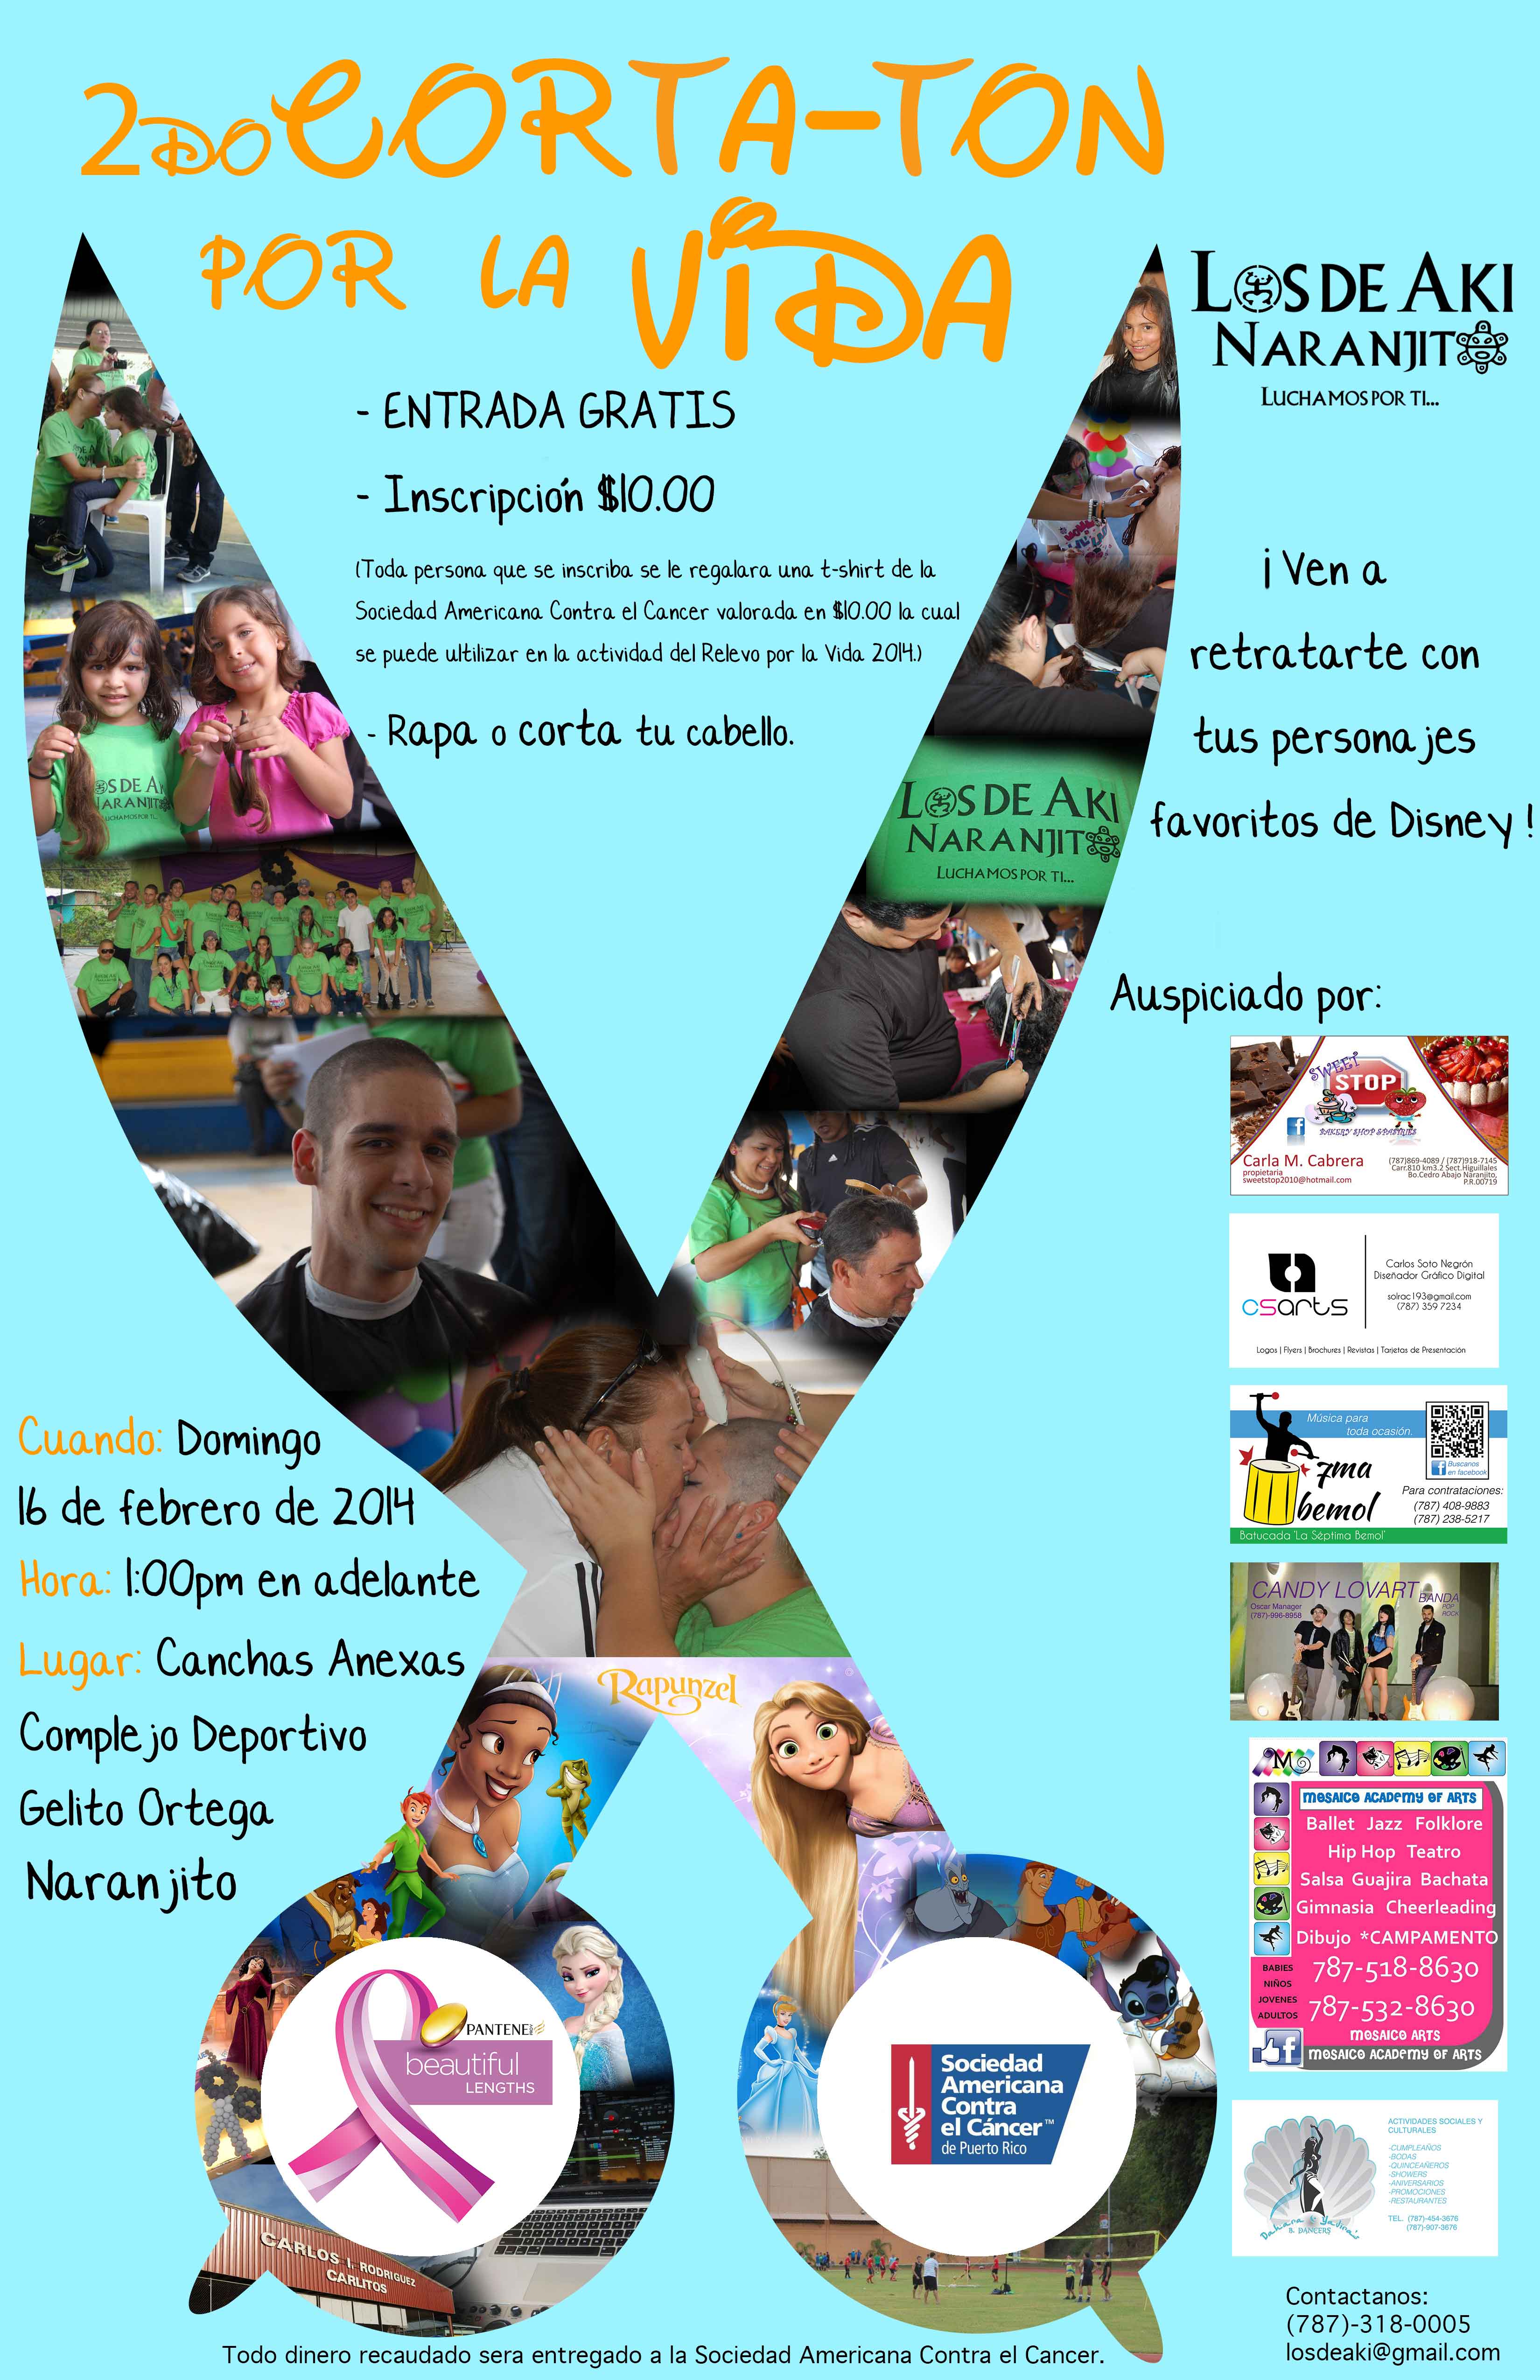 2DO CORTA-TON
POR LA VIDA
LOS DE AKI
NARANJITO
LUCHAMOS POR TI...
- ENTRADA GRATIS
- Inscripción $10.00
(Toda persona que se inscriba se le regalara una t-shirt de la
Sociedad Americana Contra el Cancer valorada en $10.00 la cual
se puede ultilizar en la actividad del Relevo por la Vida 2014.)
- Rapa o corta tu cabello.
¡Ven a
retratarte con
tus personajes
favoritos de Disney!
LOS DE AKI
NARANJITO
LUCHAMOS POR TI...
Auspiciado por:
SWEET
STOP
BAKERY SHOP & PASTRIES
Carla M. Cabrera
propietaria
sweetstop2010@hotmail.com
(787)869-4089 / (787)918-7145
Carr.810 km3.2 Sect.Higuillales
Bo.Cedro Abajo Naranjito,
P.R.00719
csarts
Carlos Soto Negrón
Diseñador Gráfico Digital
solrac193@gmail.com
(787) 359 7234
Logos | Flyers | Brochures | Revistas | Tarjetas de Presentación
Música para
toda ocasión.
Buscanos
en facebook
7ma
bemol
Para contrataciones:
(787) 408-9883
(787) 238-5217
Batucada 'La Séptima Bemol'
CANDY LOVART BANDA
POP
ROCK
Oscar Manager
(787)-996-8958
MOSAICO ACADEMY OF ARTS
Ballet Jazz Folklore
Hip Hop Teatro
Salsa Guajira Bachata
Gimnasia Cheerleading
Dibujo *CAMPAMENTO
BABIES
NIÑOS
JOVENES
ADULTOS
787-518-8630
787-532-8630
MOSAICO ARTS
MOSAICO ACADEMY OF ARTS
ACTIVIDADES SOCIALES Y
CULTURALES
-CUMPLEAÑOS
-BODAS
-QUINCEAÑEROS
-SHOWERS
-ANIVERSARIOS
-PROMOCIONES
-RESTAURANTES
TEL. (787)-454-3676
(787)-907-3676
B. DANCERS
Cuando: Domingo
16 de febrero de 2014
Hora: 1:00pm en adelante
Lugar: Canchas Anexas
Complejo Deportivo
Gelito Ortega
Naranjito
Rapunzel
PANTENE
beautiful
LENGTHS
Sociedad
Americana
Contra
el Cáncer™
de Puerto Rico
CARLOS I. RODRIGUEZ
CARLITOS
Contactanos:
(787)-318-0005
losdeaki@gmail.com
Todo dinero recaudado sera entregado a la Sociedad Americana Contra el Cancer.